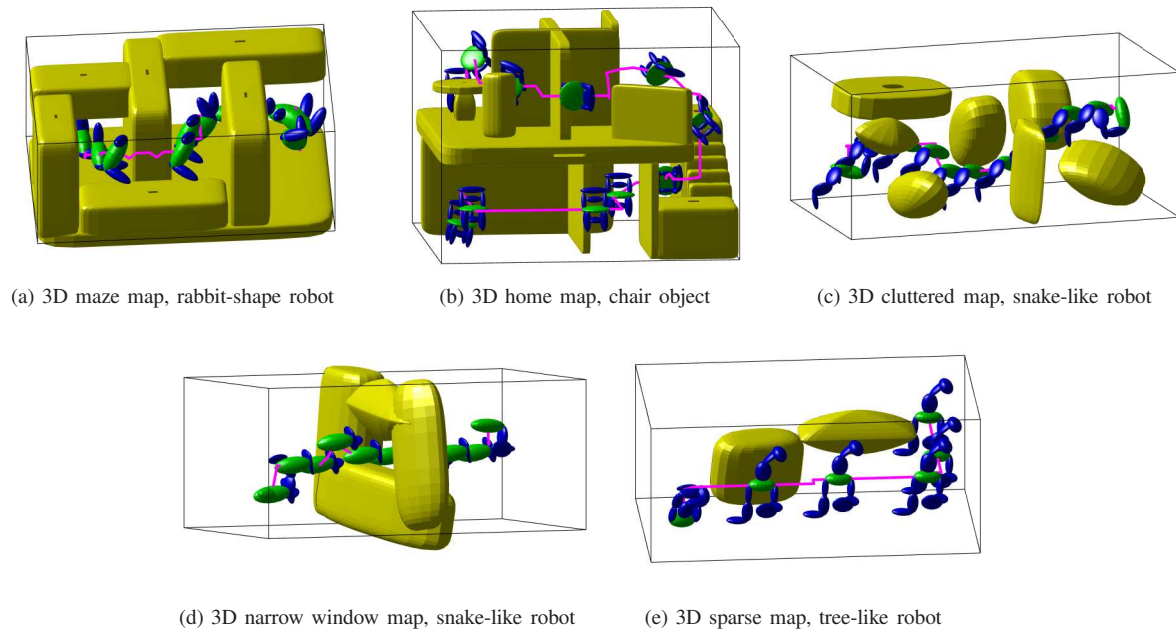 (a) 3D maze map, rabbit-shape robot
(b) 3D home map, chair object
(c) 3D cluttered map, snake-like robot
(d) 3D narrow window map, snake-like robot
(e) 3D sparse map, tree-like robot